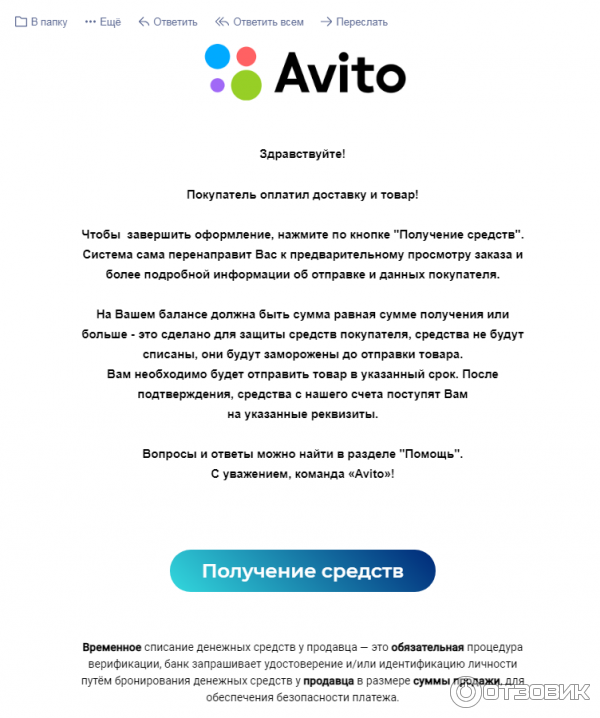 В папку Ещё Ответить Ответить всем Переслать
Avito
Здравствуйте!
Покупатель оплатил доставку и товар!
Чтобы завершить оформление, нажмите по кнопке "Получение средств".
Система сама перенаправит Вас к предварительному просмотру заказа и
более подробной информации об отправке и данных покупателя.
На Вашем балансе должна быть сумма равная сумме получения или
больше - это сделано для защиты средств покупателя, средства не будут
списаны, они будут заморожены до отправки товара.
Вам необходимо будет отправить товар в указанный срок. После
подтверждения, средства с нашего счета поступят Вам
на указанные реквизиты.
Вопросы и ответы можно найти в разделе "Помощь".
С уважением, команда «Avito»!
Получение средств
Временное списание денежных средств у продавца — это обязательная процедура
верификации, банк запрашивает удостоверение и/или идентификацию личности
путём бронирования денежных средств у продавца в размере суммы продажи, для
обеспечения безопасности платежа.
ОТЗОВИК